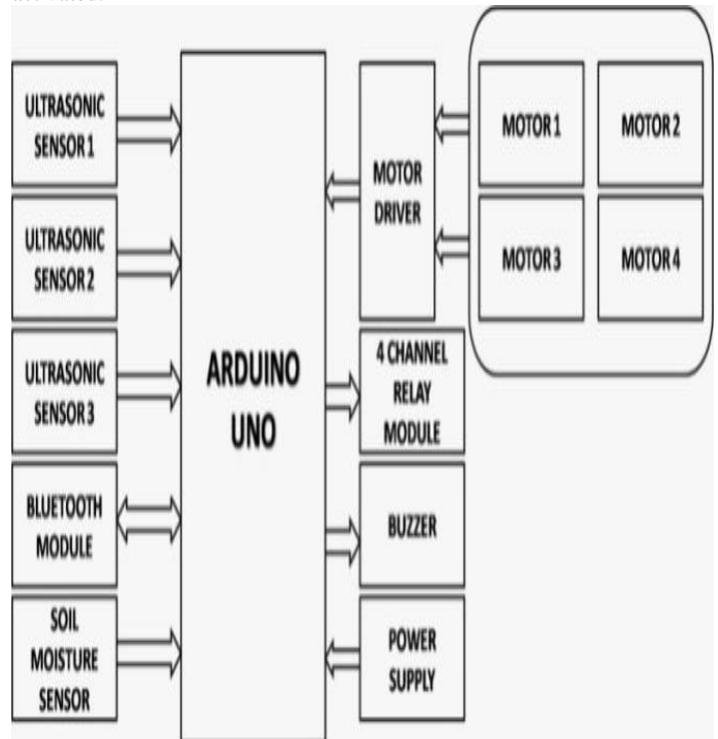 ULTRASONIC
SENSOR 1
ULTRASONIC
SENSOR 2
ULTRASONIC
SENSOR 3
BLUETOOTH
MODULE
SOIL
MOISTURE
SENSOR
ARDUINO
UNO
MOTOR
DRIVER
4 CHANNEL
RELAY
MODULE
BUZZER
POWER
SUPPLY
MOTOR 1
MOTOR 2
MOTOR 3
MOTOR 4